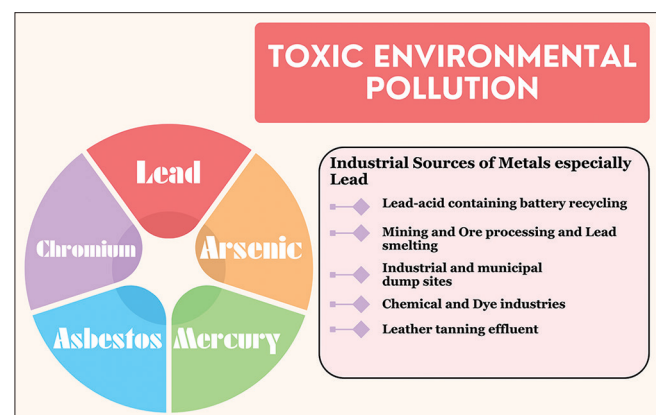 TOXIC ENVIRONMENTAL
POLLUTION
Lead
Chromium
Arsenic
Asbestos
Mercury
Industrial Sources of Metals especially
Lead
Lead-acid containing battery recycling
Mining and Ore processing and Lead
smelting
Industrial and municipal
dump sites
Chemical and Dye industries
Leather tanning effluent